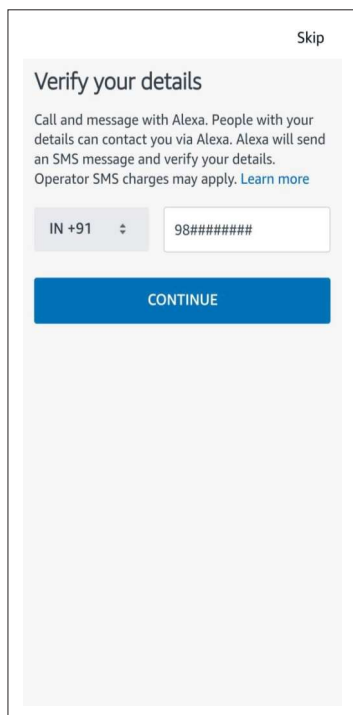 Skip
Verify your details
Call and message with Alexa. People with your
details can contact you via Alexa. Alexa will send
an SMS message and verify your details.
Operator SMS charges may apply. Learn more
IN +91 98########
CONTINUE